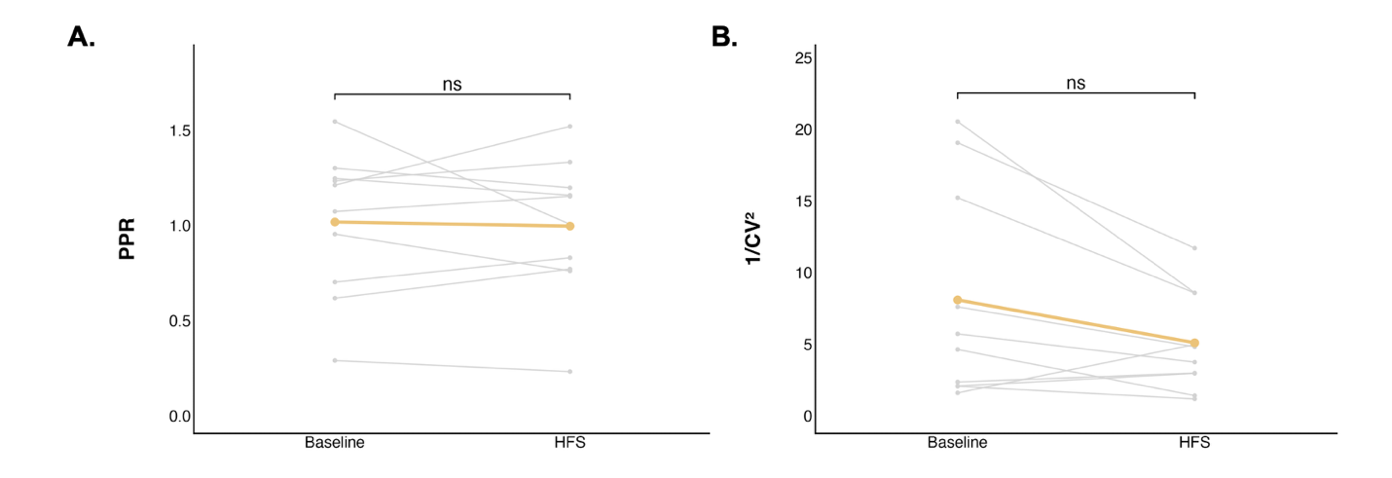 A.
PPR
1.5
1.0
0.5
0.0
ns
Baseline HFS
B.
1/CV²
25
20
15
10
5
0
ns
Baseline HFS